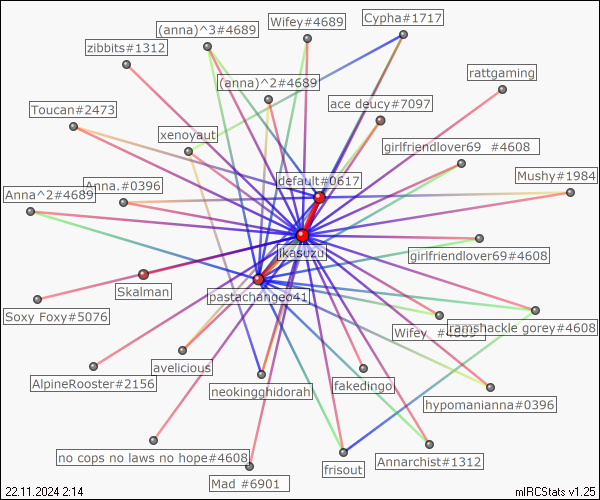 Cypha#1717
Wifey#4689
(anna)^3#4689
zibbits#1312
rattgaming
(anna)^2#4689
ace deucy#7097
Toucan#2473
xenoyaut
girlfriendlover69 #4608
default#0617
Mushy#1984
Anna.#0396
Anna^2#4689
jkasuzu
girlfriendlover69#4608
Skalman
pastachangeo41
Soxy Foxy#5076
Wifey
ramshackle gorey#4608
avelicious
AlpineRooster#2156
fakedingo
neokingghidorah
hypomanianna#0396
no cops no laws no hope#4608
Annarchist#1312
frisout
Mad #6901
22.11.2024 2:14
mIRCStats v1.25